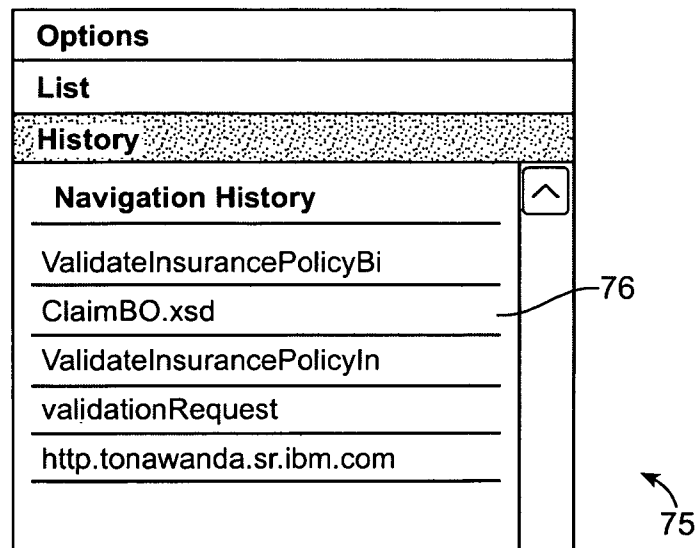 Options
List
History
Navigation History
ValidateInsurancePolicyBi
ClaimBO.xsd
76
ValidateInsurancePolicyIn
validationRequest
http.tonawanda.sr.ibm.com
75